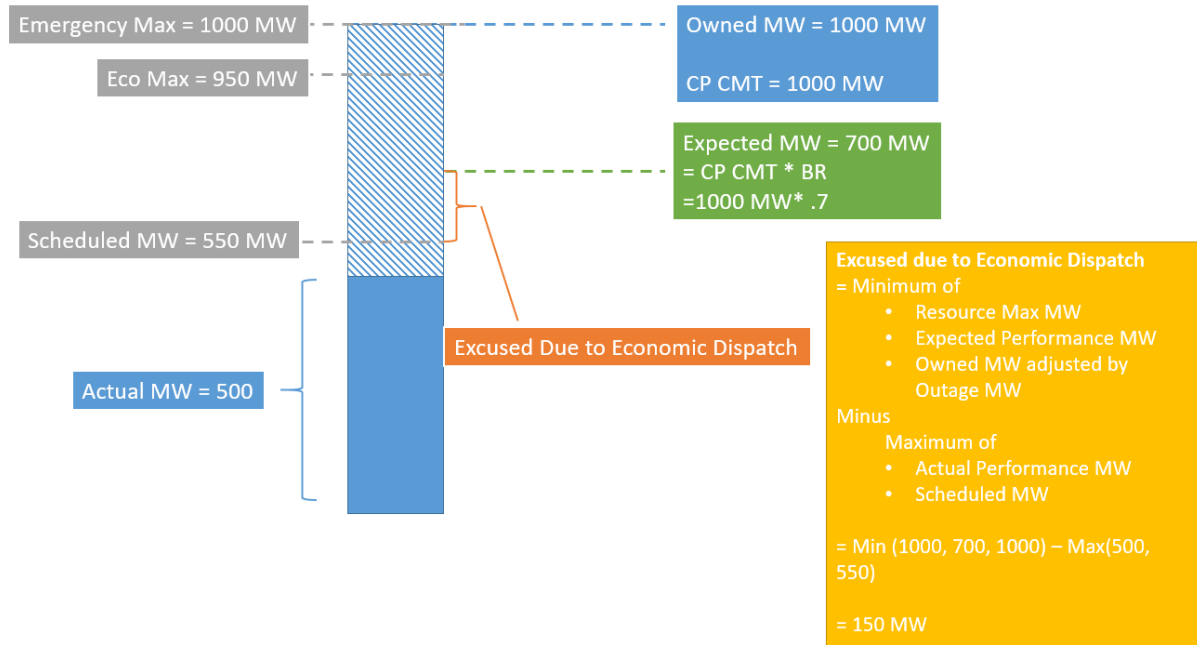 Emergency Max = 1000 MW
Eco Max = 950 MW
Scheduled MW = 550 MW
Actual MW = 500
Owned MW = 1000 MW
CP CMT = 1000 MW
Expected MW = 700 MW
= CP CMT * BR
=1000 MW* .7
Excused Due to Economic Dispatch
Excused due to Economic Dispatch
= Minimum of
• Resource Max MW
• Expected Performance MW
• Owned MW adjusted by
Outage MW
Minus
Maximum of
• Actual Performance MW
• Scheduled MW
= Min (1000, 700, 1000) – Max(500,
550)
= 150 MW